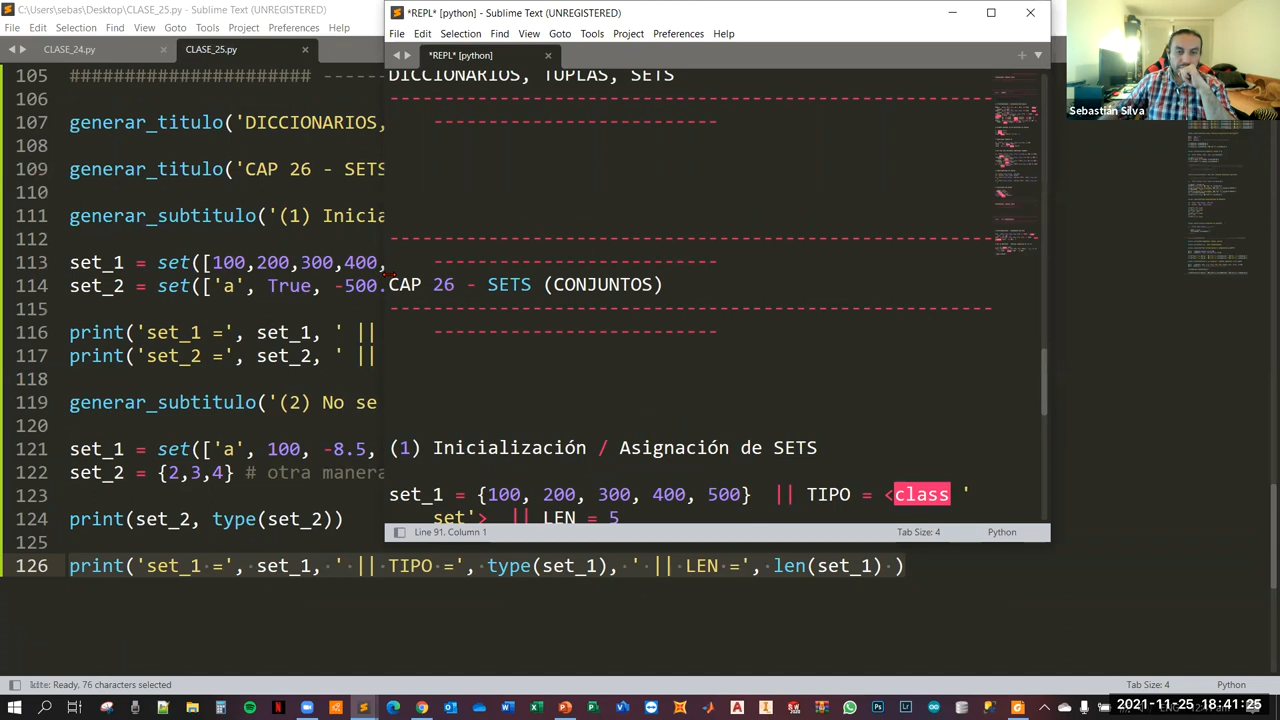 C:\Users\sebas\Desktop\CLASE_25.py - Sublime Text (UNREGISTERED)
File Edit Selection Find View Goto Tools Project Preferences Help
CLASE_24.py
CLASE_25.py
105 ###################### -----
106
107 generar_titulo('DICCIONARIOS,
108
109 generar_titulo('CAP 26 - SETS
110
111 generar_subtitulo('(1) Inicia
112
113 set_1 = set([100,200,300,400,
114 set_2 = set(['a', True, -500.
115
116 print('set_1 =', set_1, ' ||
117 print('set_2 =', set_2, ' ||
118
119 generar_subtitulo('(2) No se
120
121 set_1 = set(['a', 100, -8.5,
122 set_2 = {2,3,4} # otra manera
123
124 print(set_2, type(set_2))
125
126 print('set_1 =', set_1, ' || TIPO =', type(set_1), ' || LEN =', len(set_1) )
Ready, 76 characters selected
Tab Size: 4
Python
*REPL* [python] - Sublime Text (UNREGISTERED)
File Edit Selection Find View Goto Tools Project Preferences Help
*REPL* [python]
DICCIONARIOS, TUPLAS, SETS
CAP 26 - SETS (CONJUNTOS)
(1) Inicialización / Asignación de SETS
set_1 = {100, 200, 300, 400, 500} || TIPO = <class '
set'> || LEN = 5
Line 91, Column 1
Tab Size: 4
Python
Sebastián Silva
2021-11-25 18:41:25